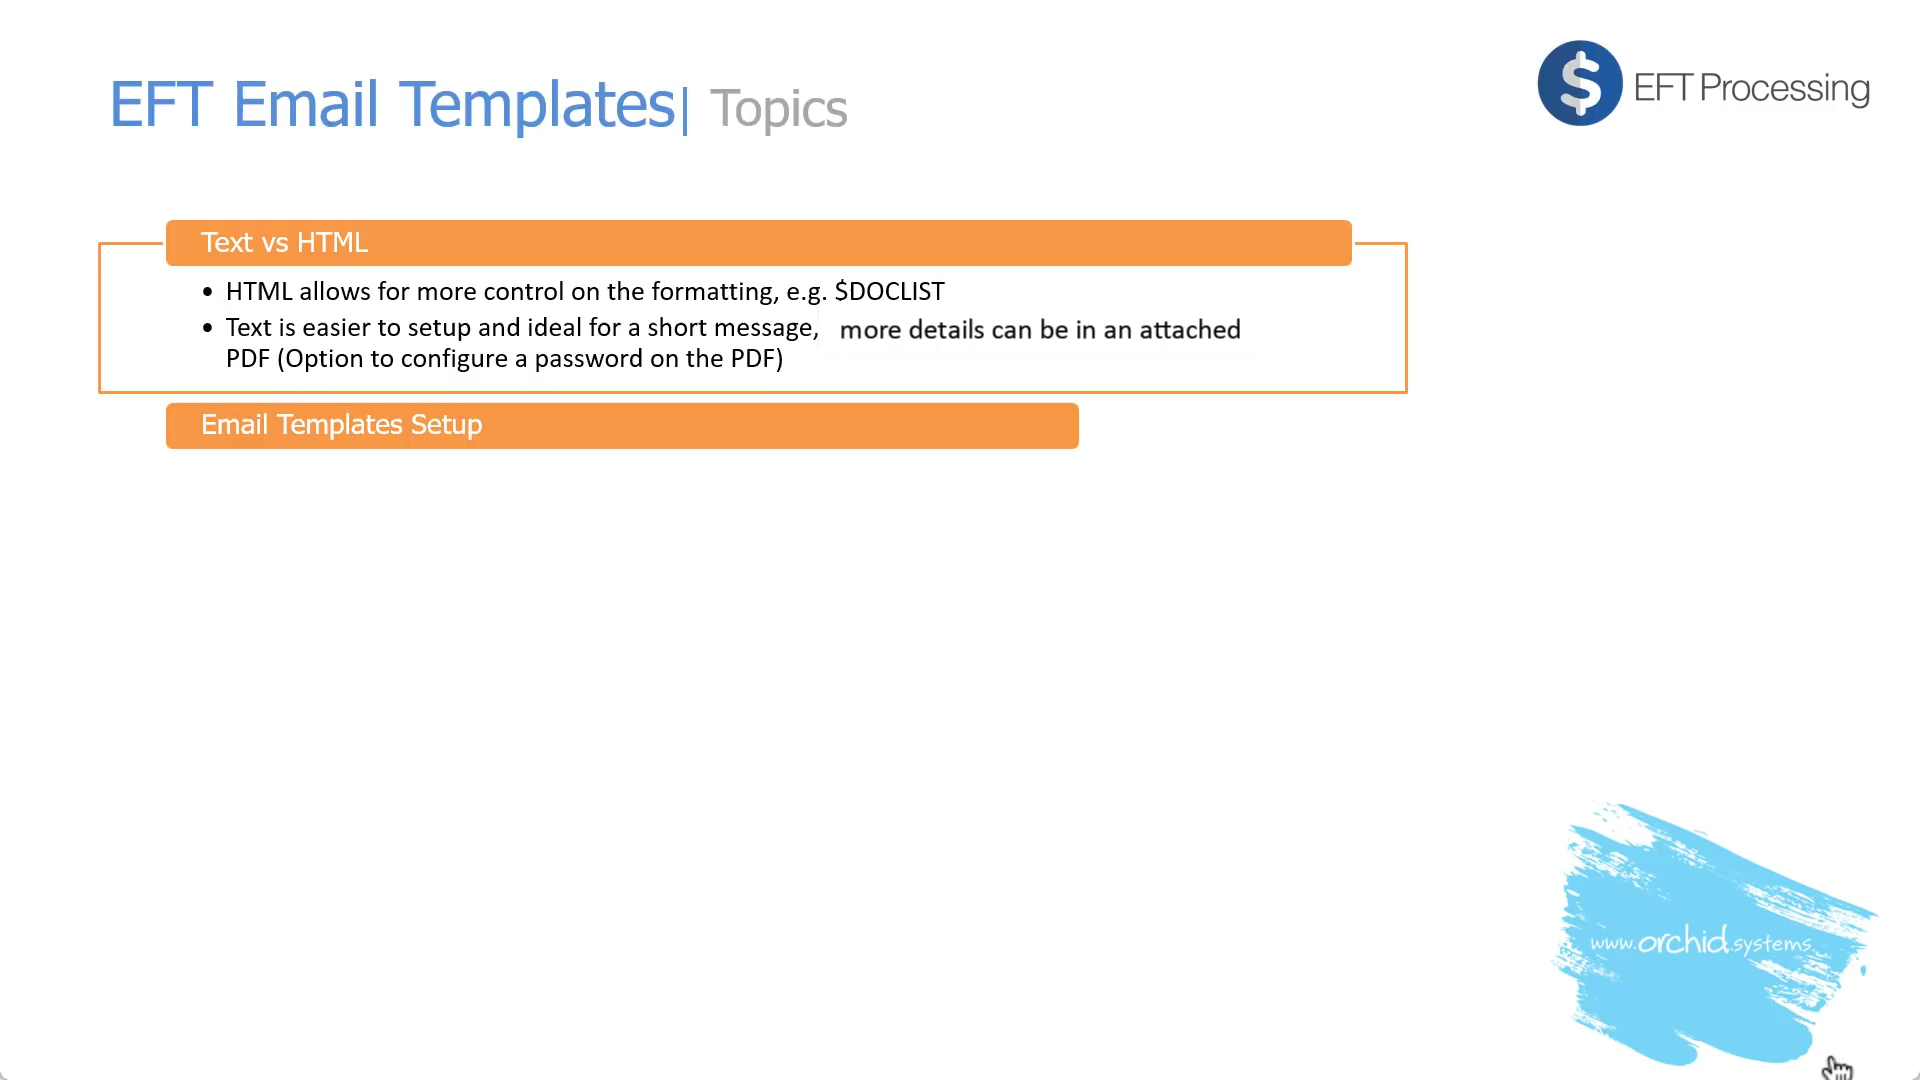 EFT Email Templates| Topics
$ EFT Processing
Text vs HTML
• HTML allows for more control on the formatting, e.g. $DOCLIST
• Text is easier to setup and ideal for a short message, more details can be in an attached
PDF (Option to configure a password on the PDF)
Email Templates Setup
www.orchid.systems